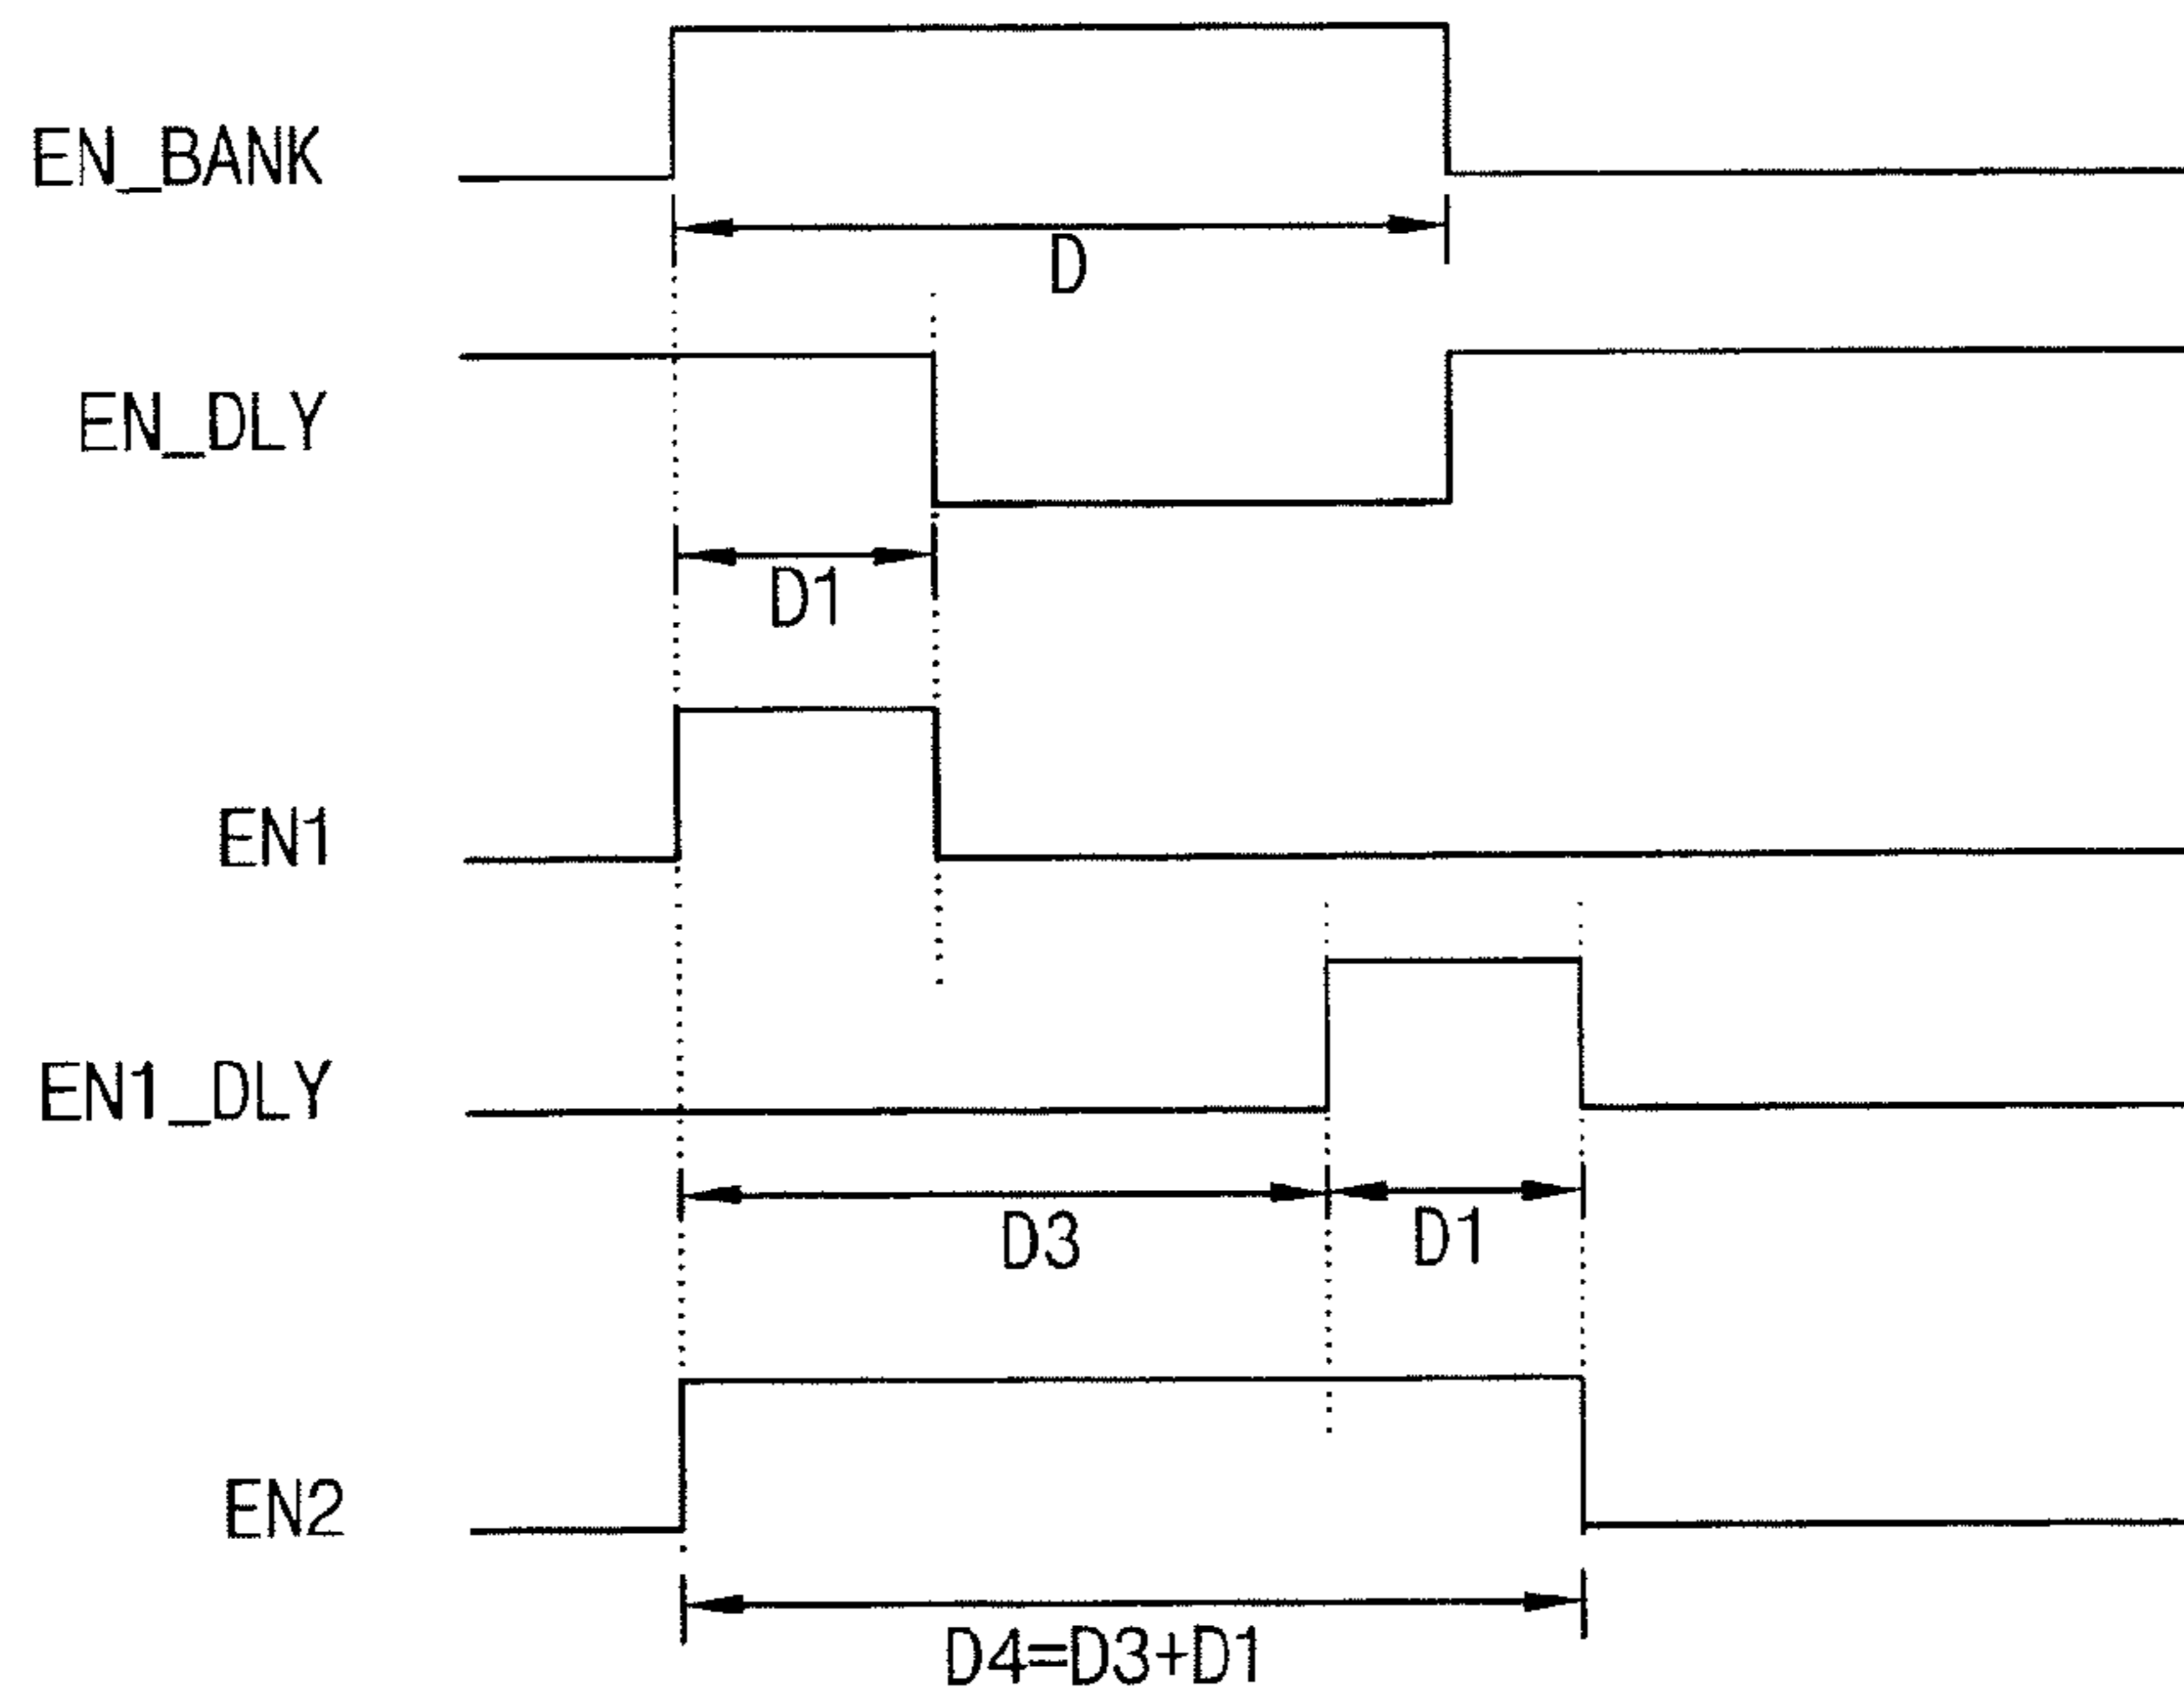 EN_BANK
D
EN_DLY
D1
EN1
EN1_DLY
D3 D1
EN2
D4=D3+D1